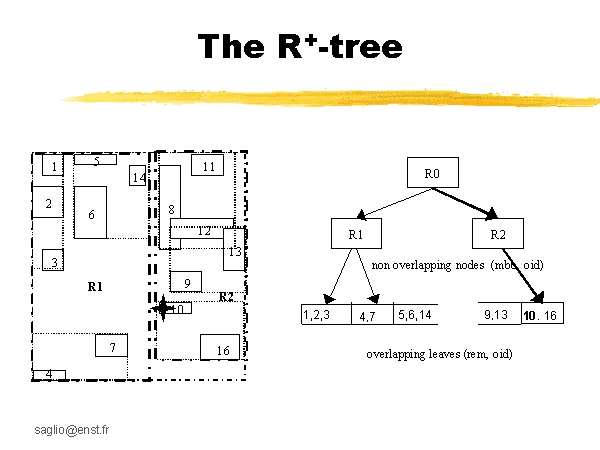 The R+-tree
1
5
11
14
2
6
8
12
13
3
R1
9
R2
7
16
4
R0
R1
R2
non overlapping nodes (mbc, oid)
1,2,3
4,7
5,6,14
9,13
10. 16
overlapping leaves (rem, oid)
saglio@enst.fr